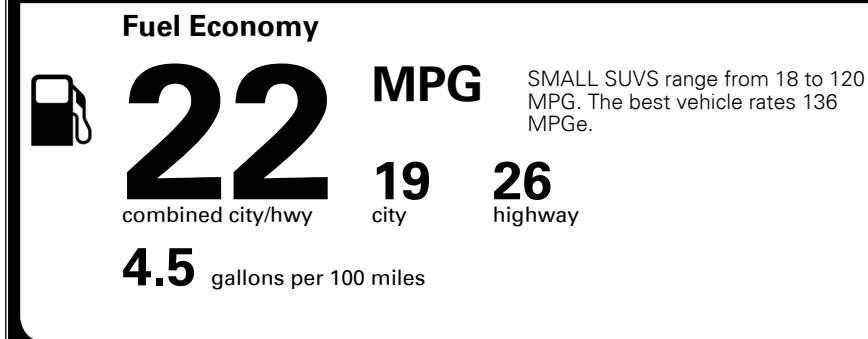 Fuel Economy
22 MPG
SMALL SUVS range from 18 to 120
MPG. The best vehicle rates 136
MPGe.
combined city/hwy
19
city
26
highway
4.5 gallons per 100 miles